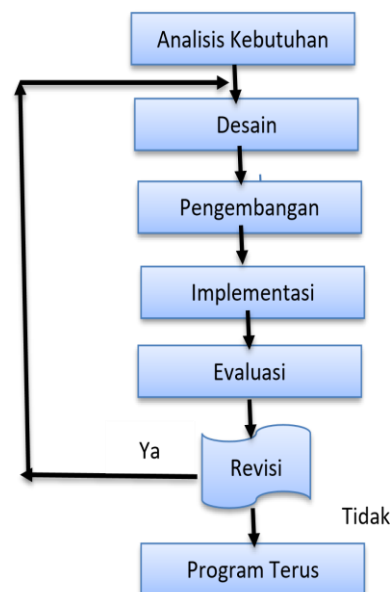 Analisis Kebutuhan
Desain
Pengembangan
Implementasi
Evaluasi
Ya
Revisi
Tidak
Program Terus